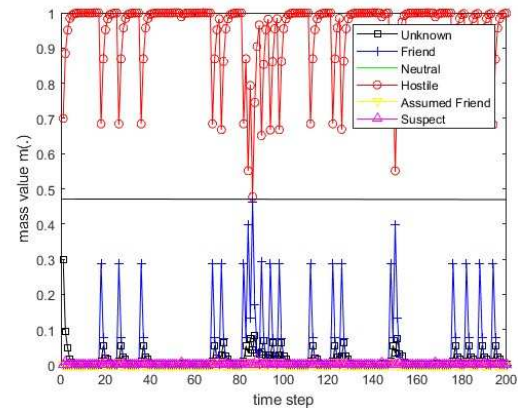 1
0.9
0.8
0.7
0.6
0.5
0.4
0.3
0.2
0.1
0
0 20 40 60 80 100 120 140 160 180 200
mass value m(.)
time step
Unknown
Friend
Neutral
Hostile
Assumed Friend
Suspect